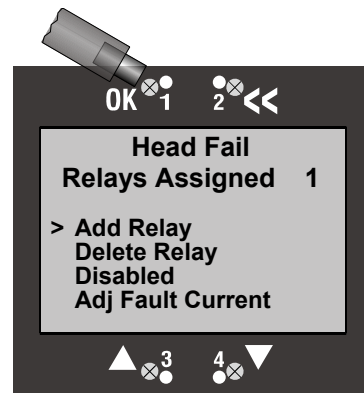 OK 1 2 <<
Head Fail
Relays Assigned 1
> Add Relay
Delete Relay
Disabled
Adj Fault Current
3 4